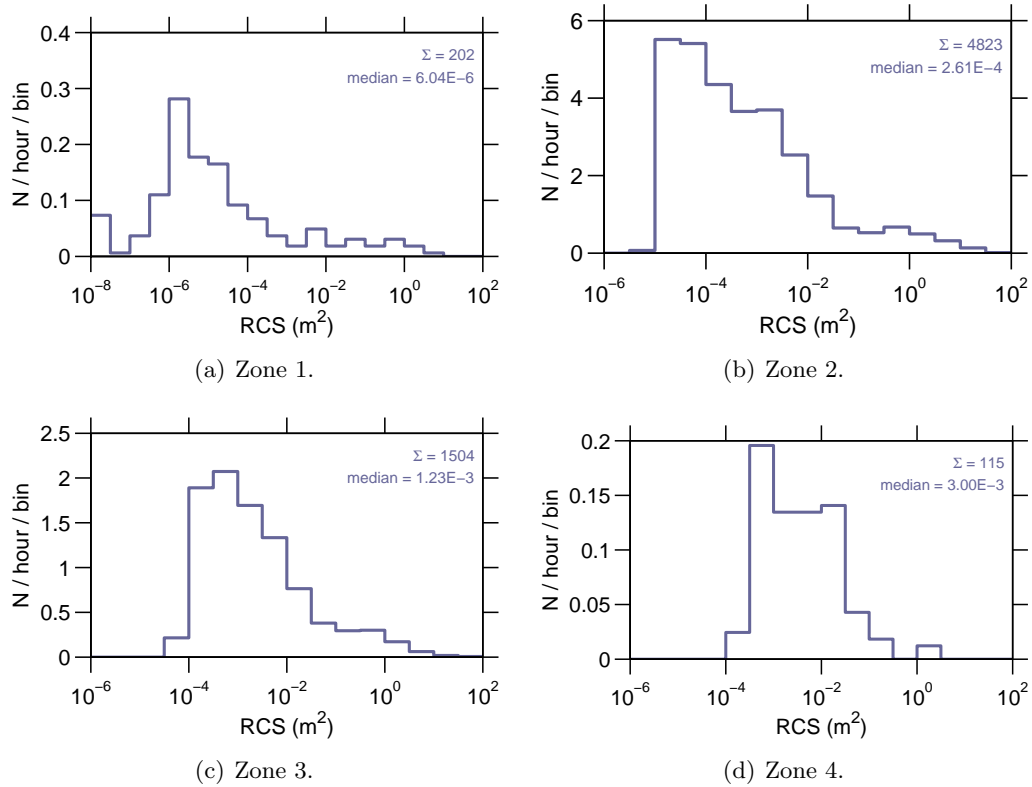 10^−8 10^−6 10^−4 10^−2 10^0 10^2
0
0.1
0.2
0.3
0.4
N / hour / bin
RCS (m^2)
Σ = 202
median = 6.04E−6
(a) Zone 1.
10^−6 10^−4 10^−2 10^0 10^2
0
2
4
6
N / hour / bin
RCS (m^2)
Σ = 4823
median = 2.61E−4
(b) Zone 2.
10^−6 10^−4 10^−2 10^0 10^2
0
0.5
1
1.5
2
2.5
N / hour / bin
RCS (m^2)
Σ = 1504
median = 1.23E−3
(c) Zone 3.
10^−6 10^−4 10^−2 10^0 10^2
0
0.05
0.1
0.15
0.2
N / hour / bin
RCS (m^2)
Σ = 115
median = 3.00E−3
(d) Zone 4.